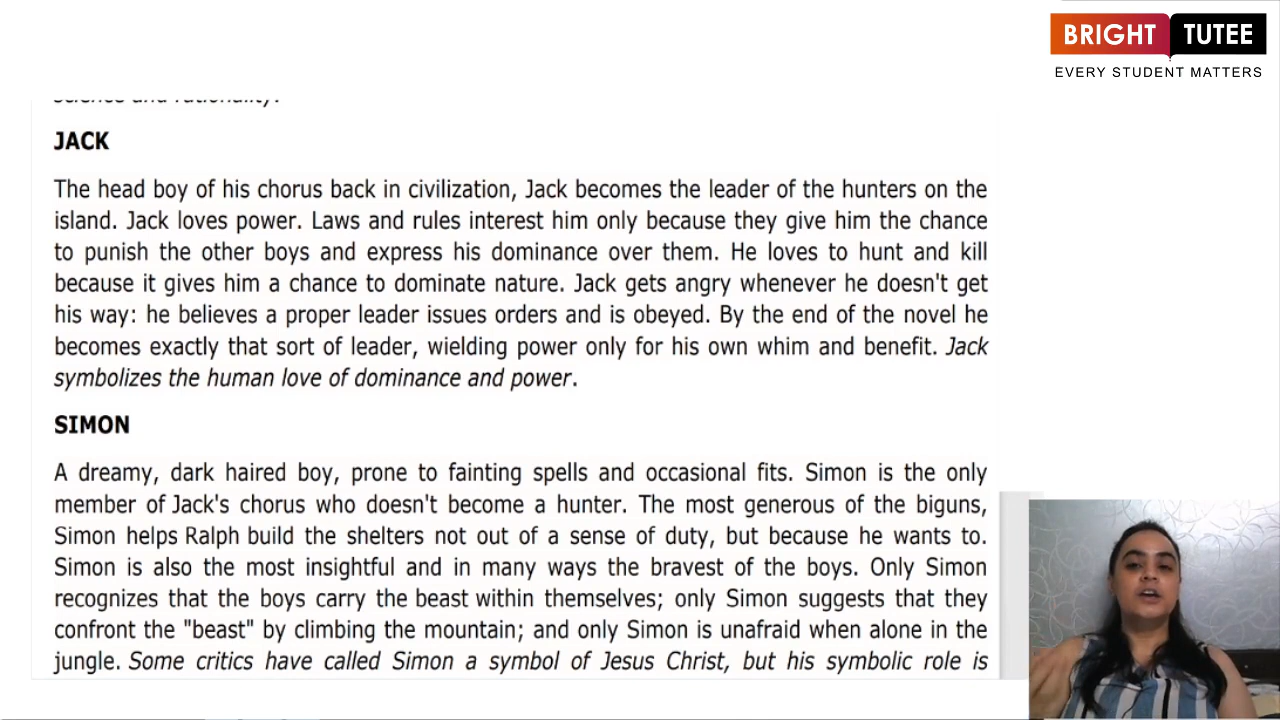 BRIGHT TUTEE
EVERY STUDENT MATTERS
science and rationality.
JACK
The head boy of his chorus back in civilization, Jack becomes the leader of the hunters on the
island. Jack loves power. Laws and rules interest him only because they give him the chance
to punish the other boys and express his dominance over them. He loves to hunt and kill
because it gives him a chance to dominate nature. Jack gets angry whenever he doesn't get
his way: he believes a proper leader issues orders and is obeyed. By the end of the novel he
becomes exactly that sort of leader, wielding power only for his own whim and benefit. Jack
symbolizes the human love of dominance and power.
SIMON
A dreamy, dark haired boy, prone to fainting spells and occasional fits. Simon is the only
member of Jack's chorus who doesn't become a hunter. The most generous of the biguns,
Simon helps Ralph build the shelters not out of a sense of duty, but because he wants to.
Simon is also the most insightful and in many ways the bravest of the boys. Only Simon
recognizes that the boys carry the beast within themselves; only Simon suggests that they
confront the "beast" by climbing the mountain; and only Simon is unafraid when alone in the
jungle. Some critics have called Simon a symbol of Jesus Christ, but his symbolic role is